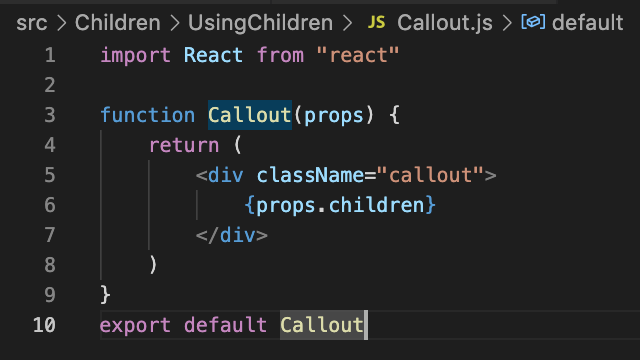 src > Children > UsingChildren > JS Callout.js > default
1 import React from "react"
2
3 function Callout(props) {
4     return (
5         <div className="callout">
6             {props.children}
7         </div>
8     )
9 }
10 export default Callout